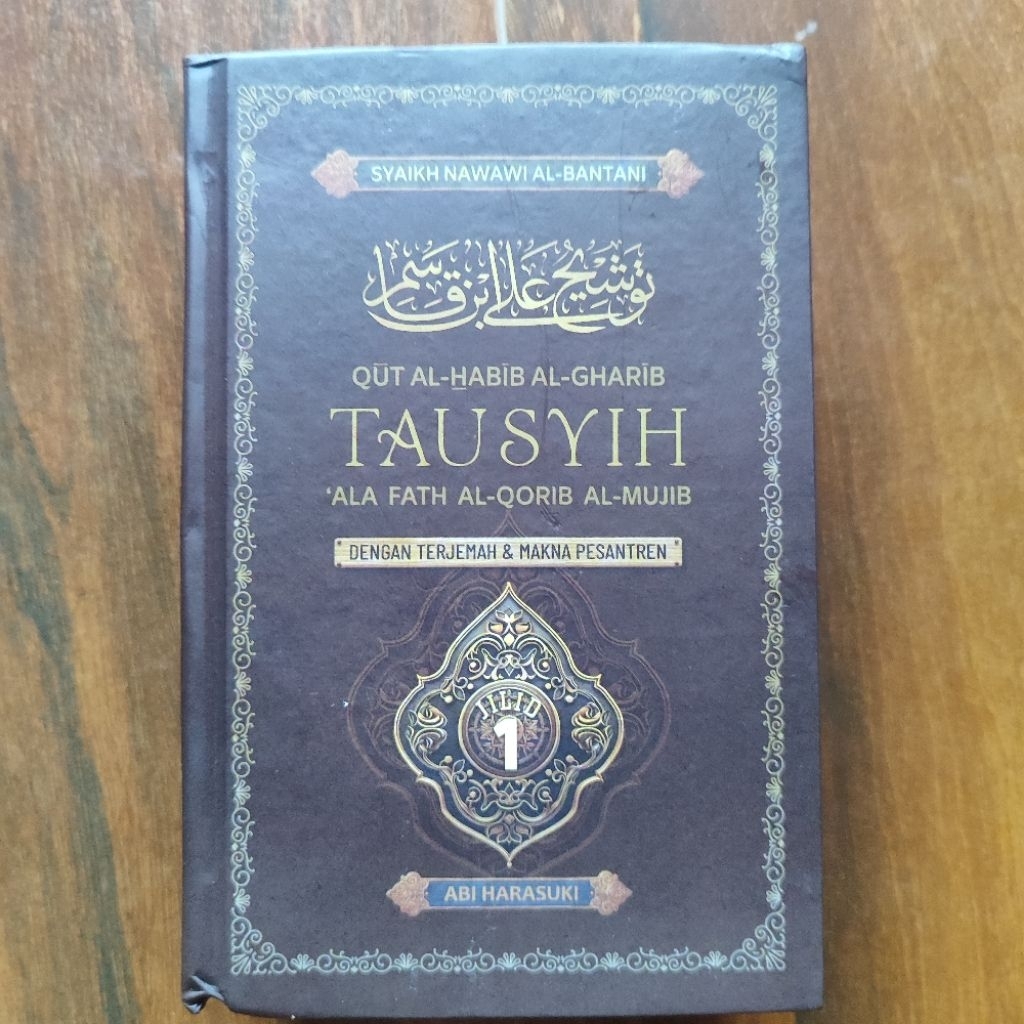 SYAIKH NAWAWI AL-BANTANI
توشيح على ابن قاسم
QŪT AL-H̱ABĪB AL-GHARĪB
TAUSYIH
‘ALA FATH AL-QORIB AL-MUJIB
DENGAN TERJEMAH & MAKNA PESANTREN
JILID
1
ABI HARASUKI